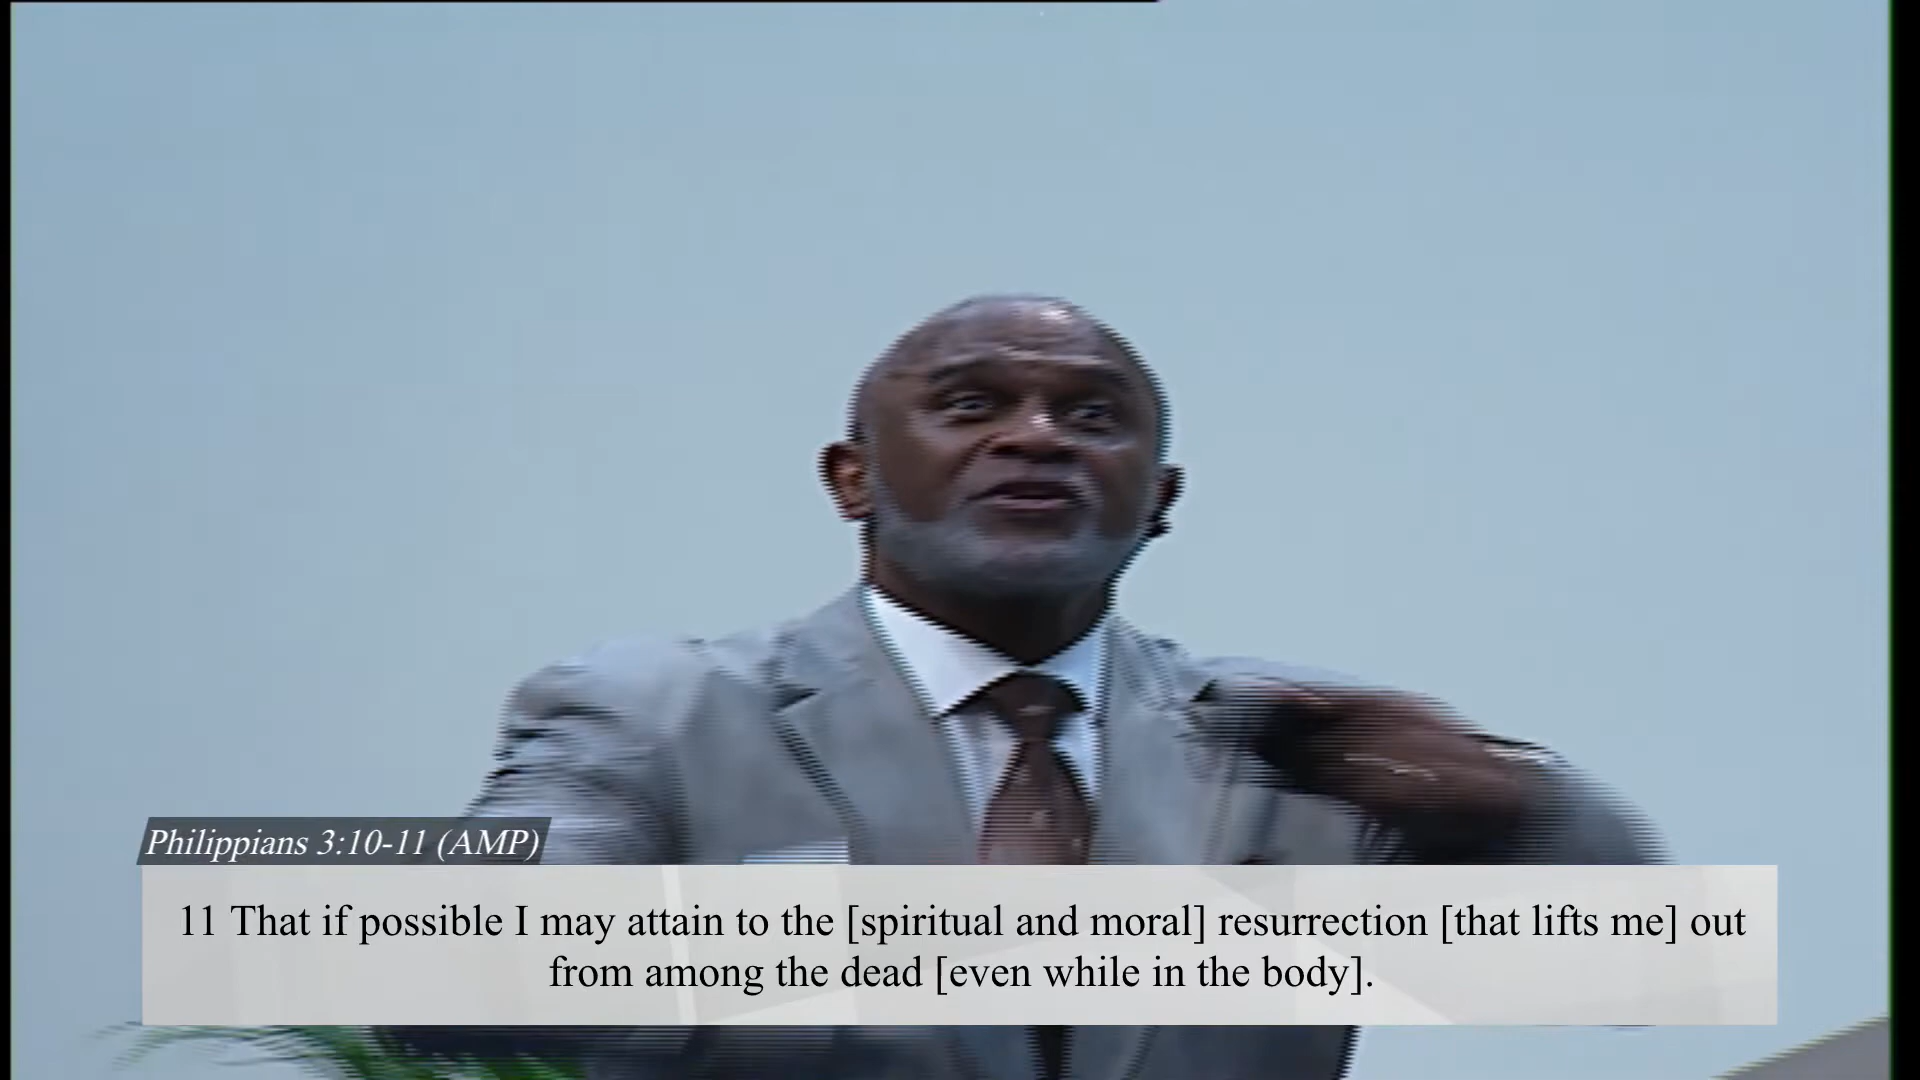 Philippians 3:10-11 (AMP)
11 That if possible I may attain to the [spiritual and moral] resurrection [that lifts me] out
from among the dead [even while in the body].